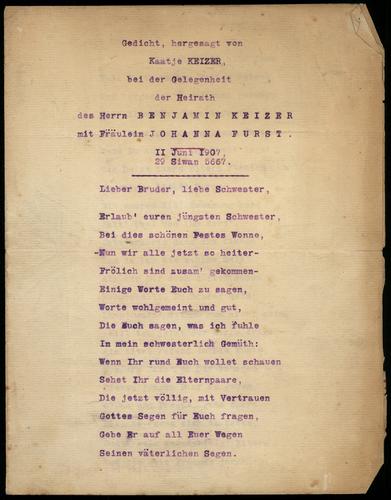 Gedicht, hergesagt von
Kaatje KEIZER,
bei der Gelegenheit
der Heirath
des Herrn BENJAMIN KEIZER
mit Fräulein JOHANNA FURST.
II Juni 1907,
29 Siwan 5667.
Lieber Bruder, liebe Schwester,
Erlaub' euren jüngsten Schwester,
Bei dies schönen Festes Wonne,
-Nun wir alle jetzt so heiter-
Frölich sind zusam' gekommen-
Einige Worte Euch zu sagen,
Worte wohlgemeint und gut,
Die Euch sagen, was ich fuhle
In mein schwesterlich Gemüth:
Wenn Ihr rund Euch wollet schauen
Sehet Ihr die Elternpaare,
Die jetzt völlig, mit Vertrauen
Gottes Segen für Euch fragen,
Gebe Er auf all Euer Wegen
Seinen väterlichen Segen.